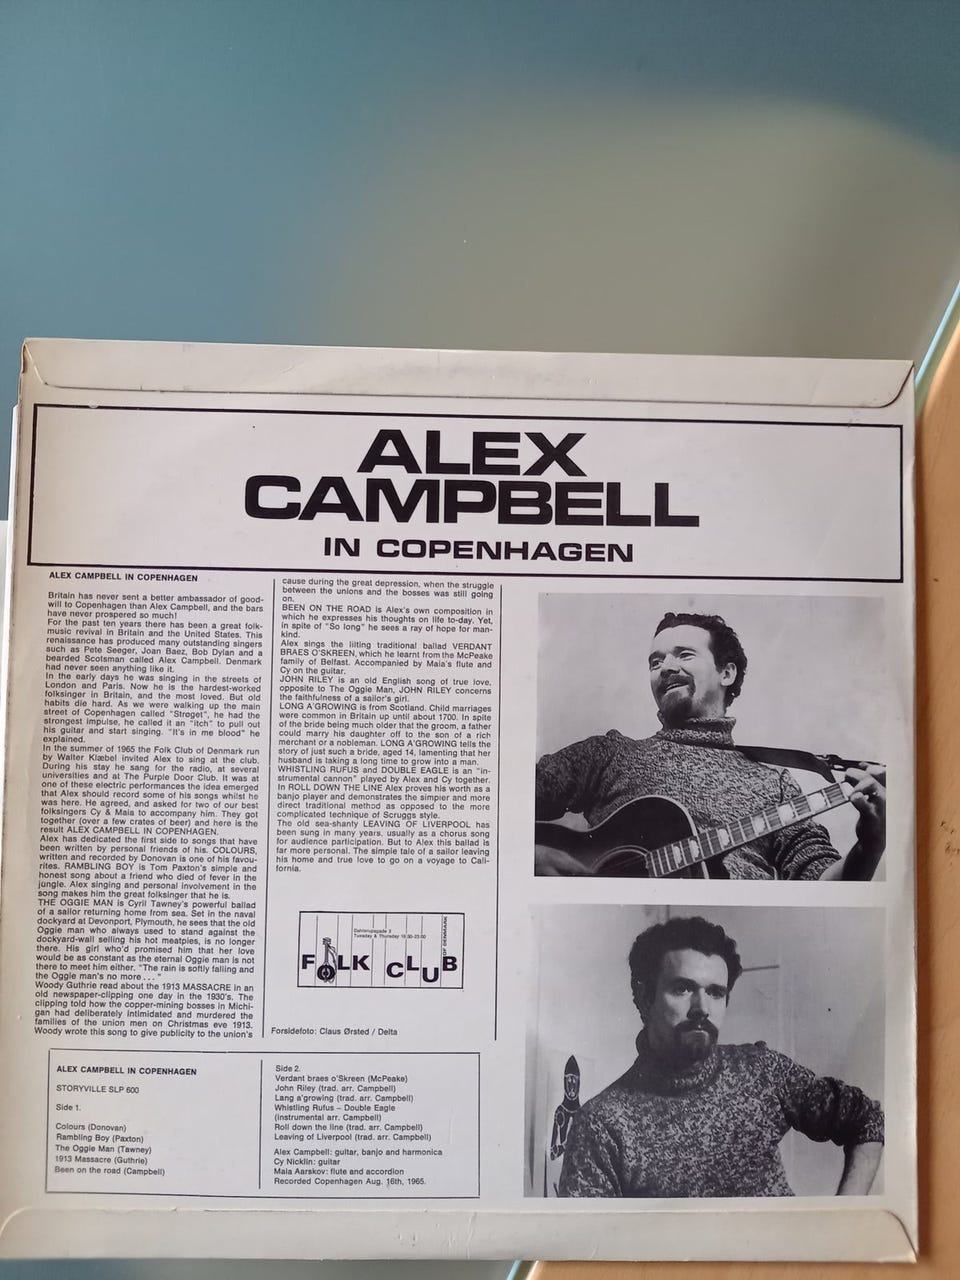 ALEX
CAMPBELL
IN COPENHAGEN
ALEX CAMPBELL IN COPENHAGEN
Britain has never sent a better ambassador of good-
will to Copenhagen than Alex Campbell, and the bars
have never prospered so much!
For the past ten years there has been a great folk-
music revival in Britain and the United States. This
renaissance has produced many outstanding singers
such as Pete Seeger, Joan Baez, Bob Dylan and a
bearded Scotsman called Alex Campbell. Denmark
had never seen anything like it.
In the early days he was singing in the streets of
London and Paris. Now he is the hardest-worked
folksinger in Britain, and the most loved. But old
habits die hard. As we were walking up the main
street of Copenhagen called "Strøget", he had the
strongest impulse, he called it an "itch" to pull out
his guitar and start singing. "It's in me blood" he
explained.
In the summer of 1965 the Folk Club of Denmark run
by Walter Klæbel invited Alex to sing at the club.
During his stay he sang for the radio, at several
universities and at The Purple Door Club. It was at
one of these electric performances the idea emerged
that Alex should record some of his songs whilst he
was here. He agreed, and asked for two of our best
folksingers Cy & Maia to accompany him. They got
together (over a few crates of beer) and here is the
result ALEX CAMPBELL IN COPENHAGEN.
Alex has dedicated the first side to songs that have
been written by personal friends of his. COLOURS,
written and recorded by Donovan is one of his favou-
rites. RAMBLING BOY is Tom Paxton's simple and
honest song about a friend who died of fever in the
jungle. Alex singing and personal involvement in the
song makes him the great folksinger that he is.
THE OGGIE MAN is Cyril Tawney's powerful ballad
of a sailor returning home from sea. Set in the naval
dockyard at Devonport, Plymouth, he sees that the old
Oggie man who always used to stand against the
dockyard-wall selling his hot meatpies, is no longer
there. His girl who'd promised him that her love
would be as constant as the eternal Oggie man is not
there to meet him either. "The rain is softly falling and
the Oggie man's no more . . ."
Woody Guthrie read about the 1913 MASSACRE in an
old newspaper-clipping one day in the 1930's. The
clipping told how the copper-mining bosses in Michi-
gan had deliberately intimidated and murdered the
families of the union men on Christmas eve 1913.
Woody wrote this song to give publicity to the union's
cause during the great depression, when the struggle
between the unions and the bosses was still going
on.
BEEN ON THE ROAD is Alex's own composition in
which he expresses his thoughts on life to-day. Yet,
in spite of "So long" he sees a ray of hope for man-
kind.
Alex sings the lilting traditional ballad VERDANT
BRAES O'SKREEN, which he learnt from the McPeake
family of Belfast. Accompanied by Maia's flute and
Cy on the guitar.
JOHN RILEY is an old English song of true love,
opposite to The Oggie Man, JOHN RILEY concerns
the faithfulness of a sailor's girl.
LONG A'GROWING is from Scotland. Child marriages
were common in Britain up until about 1700. In spite
of the bride being much older that the groom, a father
could marry his daughter off to the son of a rich
merchant or a nobleman. LONG A'GROWING tells the
story of just such a bride, aged 14, lamenting that her
husband is taking a long time to grow into a man.
WHISTLING RUFUS and DOUBLE EAGLE is an "in-
strumental cannon" played by Alex and Cy together.
In ROLL DOWN THE LINE Alex proves his worth as a
banjo player and demonstrates the simper and more
direct traditional method as opposed to the more
complicated technique of Scruggs style.
The old sea-shanty LEAVING OF LIVERPOOL has
been sung in many years, usually as a chorus song
for audience participation. But to Alex this ballad is
far more personal. The simple tale of a sailor leaving
his home and true love to go on a voyage to Cali-
fornia.
Tuesday & Thursday
FOLK CLUB
OF DENMARK
Forsidefoto: Claus Ørsted / Delta
ALEX CAMPBELL IN COPENHAGEN
STORYVILLE SLP 600
Side 1.
Colours (Donovan)
Rambling Boy (Paxton)
The Oggie Man (Tawney)
1913 Massacre (Guthrie)
Been on the road (Campbell)
Side 2.
Verdant braes o'Skreen (McPeake)
John Riley (trad. arr. Campbell)
Lang a'growing (trad. arr. Campbell)
Whistling Rufus – Double Eagle
(instrumental arr. Campbell)
Roll down the line (trad. arr. Campbell)
Leaving of Liverpool (trad. arr. Campbell)
Alex Campbell: guitar, banjo and harmonica
Cy Nicklin: guitar
Maia Aarskov: flute and accordion
Recorded Copenhagen Aug. 16th, 1965.